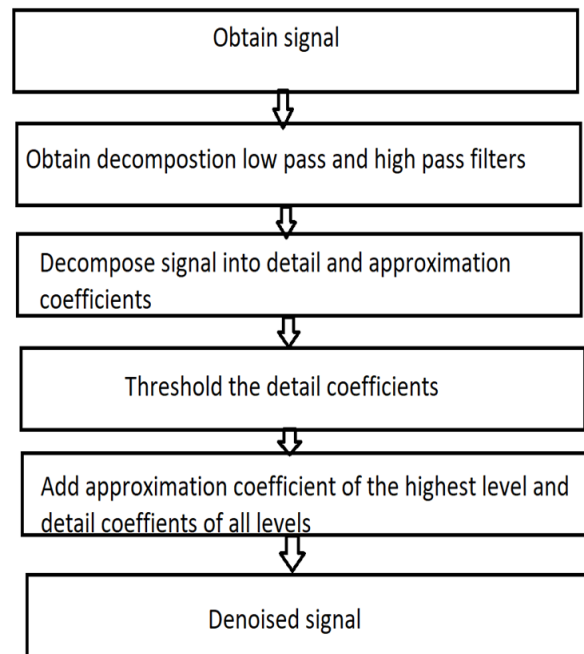 Obtain signal
Obtain decompostion low pass and high pass filters
Decompose signal into detail and approximation
coefficients
Threshold the detail coefficients
Add approximation coefficient of the highest level and
detail coeffients of all levels
Denoised signal